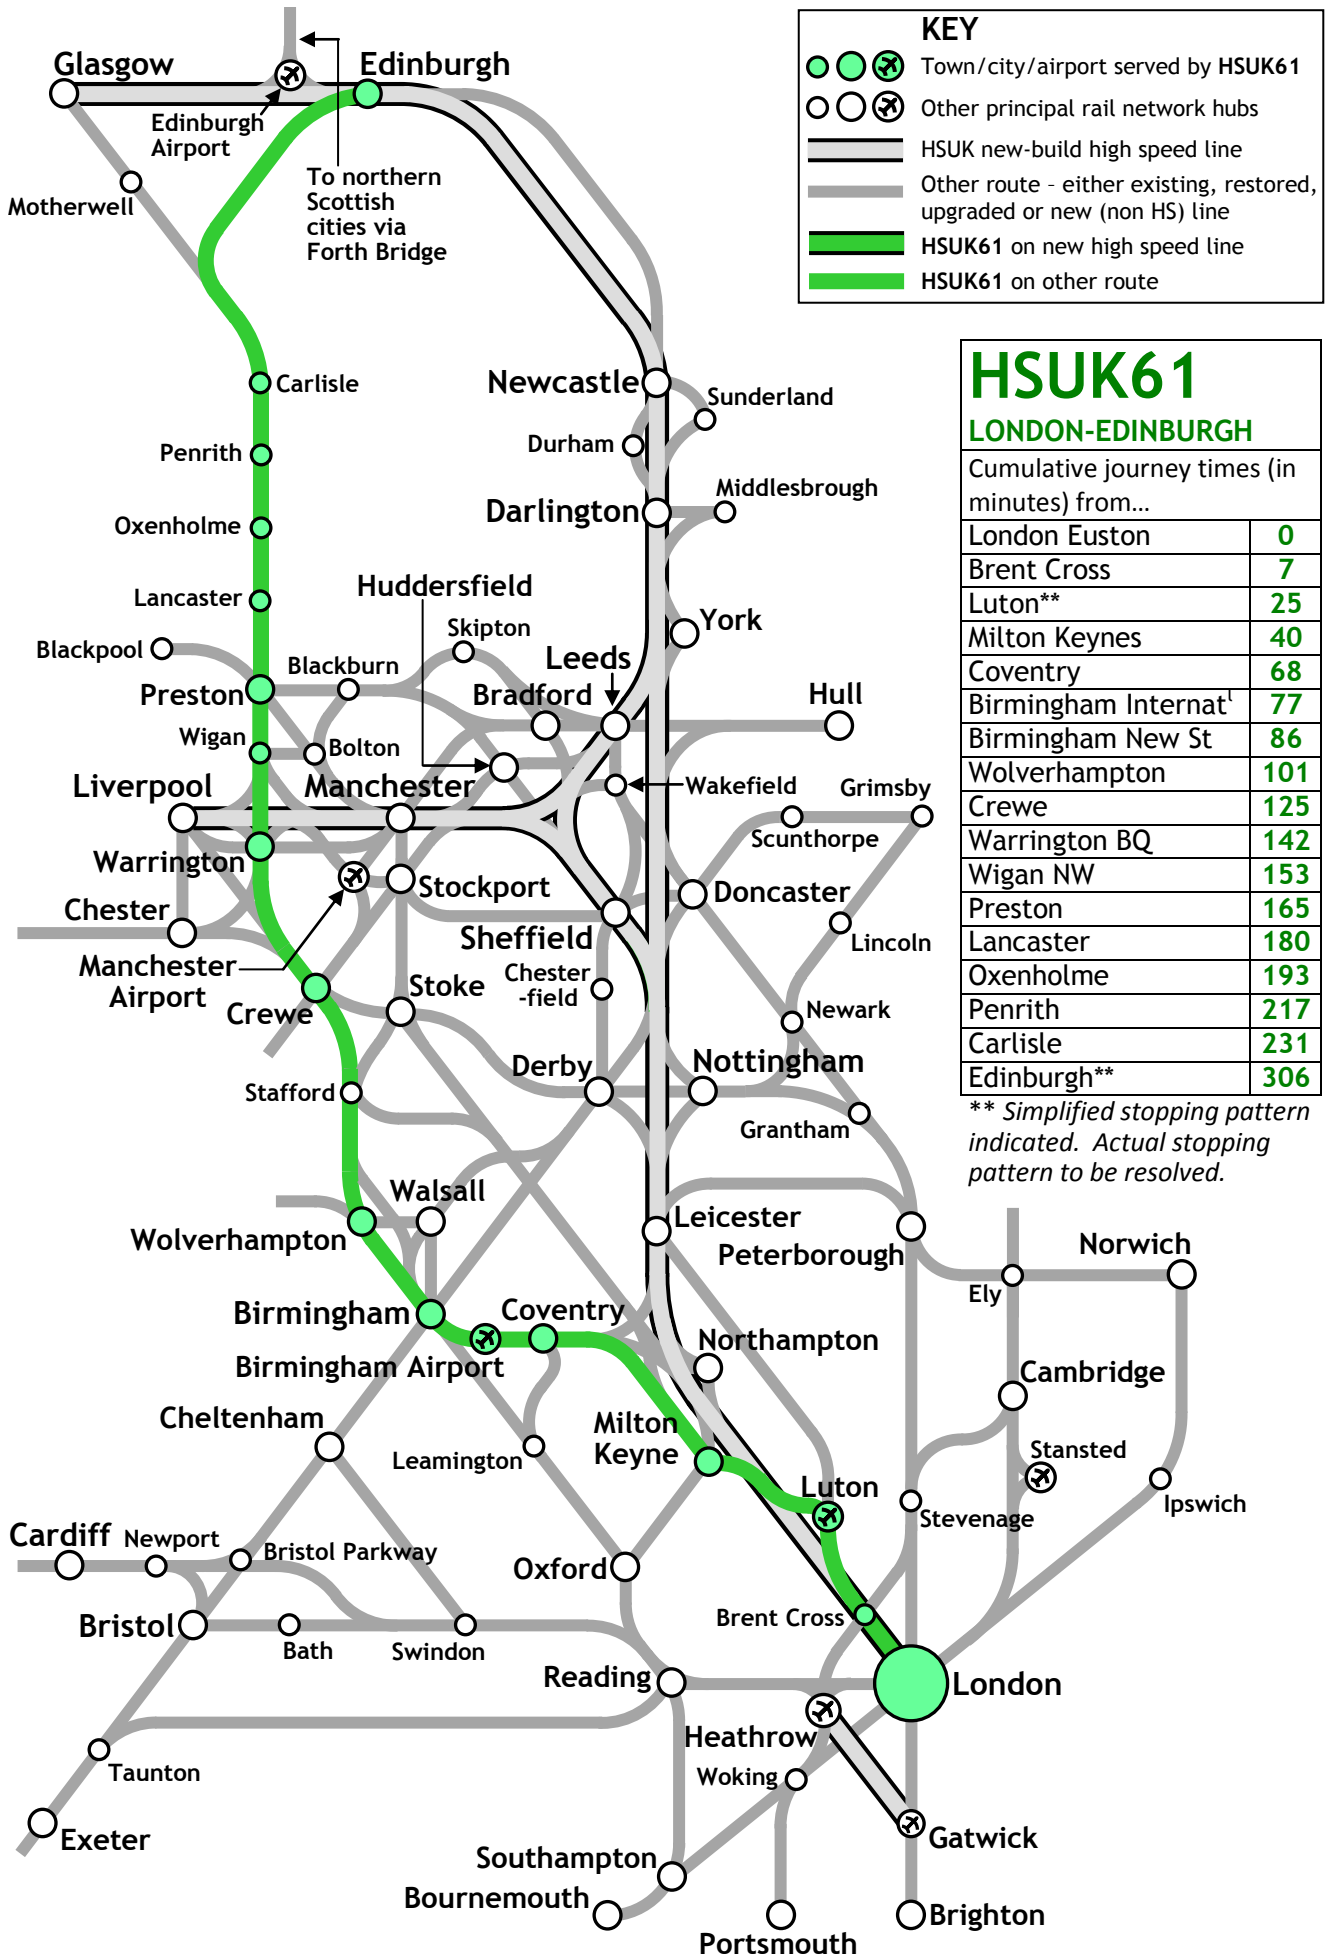 KEY
Town/city/airport served by HSUK61
Other principal rail network hubs
HSUK new-build high speed line
Other route - either existing, restored,
upgraded or new (non HS) line
HSUK61 on new high speed line
HSUK61 on other route
HSUK61
LONDON-EDINBURGH
Cumulative journey times (in
minutes) from…
London Euston 0
Brent Cross 7
Luton** 25
Milton Keynes 40
Coventry 68
Birmingham Internatˡ 77
Birmingham New St 86
Wolverhampton 101
Crewe 125
Warrington BQ 142
Wigan NW 153
Preston 165
Lancaster 180
Oxenholme 193
Penrith 217
Carlisle 231
Edinburgh** 306
** Simplified stopping pattern
indicated. Actual stopping
pattern to be resolved.
Glasgow
Edinburgh
Edinburgh
Airport
To northern
Scottish
cities via
Forth Bridge
Motherwell
Carlisle
Newcastle
Sunderland
Durham
Penrith
Middlesbrough
Darlington
Oxenholme
Huddersfield
Lancaster
Skipton
York
Blackpool
Blackburn
Leeds
Preston
Bradford
Hull
Wigan
Bolton
Liverpool
Manchester
Wakefield
Grimsby
Scunthorpe
Warrington
Stockport
Doncaster
Chester
Sheffield
Lincoln
Manchester
Airport
Chester
-field
Stoke
Crewe
Newark
Derby
Nottingham
Stafford
Grantham
Walsall
Leicester
Wolverhampton
Peterborough
Norwich
Ely
Birmingham
Coventry
Northampton
Birmingham Airport
Cambridge
Cheltenham
Milton
Keyne
Leamington
Stansted
Luton
Stevenage
Ipswich
Cardiff
Newport
Bristol Parkway
Oxford
Brent Cross
Bristol
Bath
Swindon
Reading
London
Heathrow
Woking
Taunton
Exeter
Gatwick
Southampton
Bournemouth
Portsmouth
Brighton